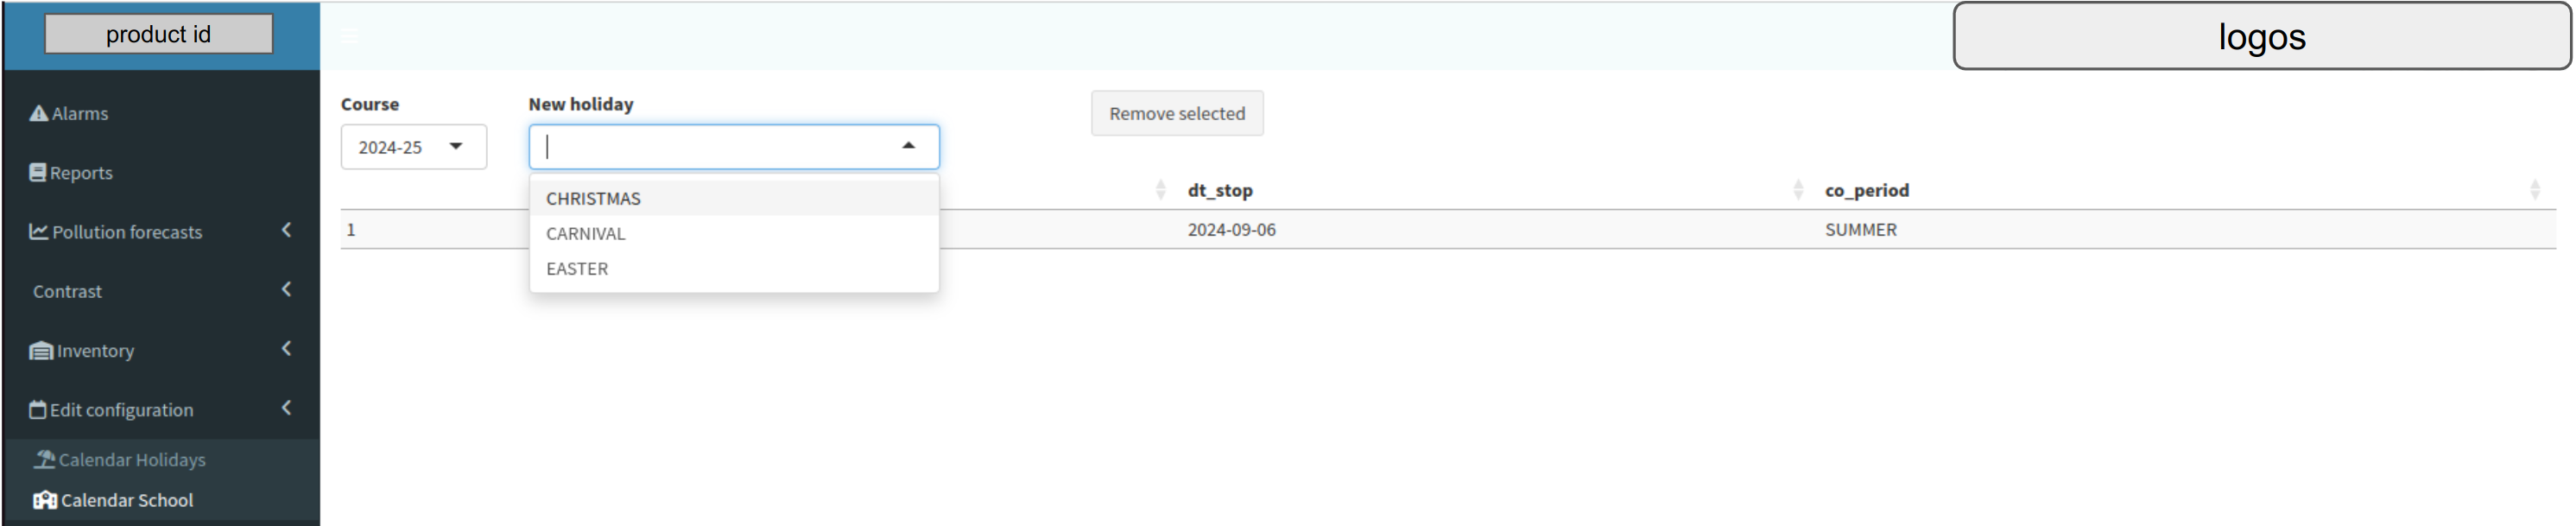 product id
logos
Alarms
Reports
Pollution forecasts
Contrast
Inventory
Edit configuration
Calendar Holidays
Calendar School
Course
New holiday
Remove selected
2024-25
CHRISTMAS
CARNIVAL
EASTER
dt_stop
co_period
1
2024-09-06
SUMMER